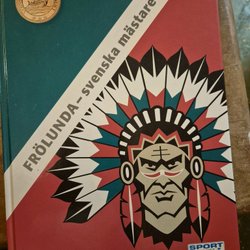 FRÖLUNDA – svenska mästare
SPORT